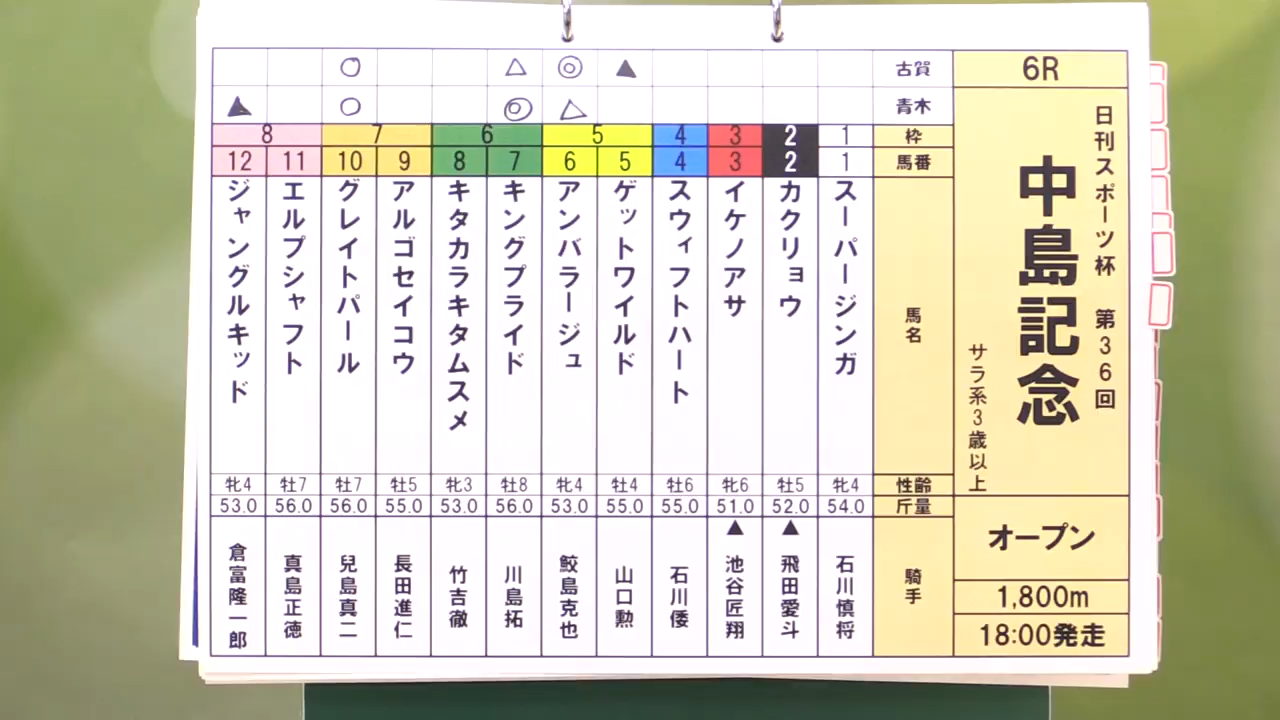 6R
日刊スポーツ杯 第36回
中島記念
サラ系3歳以上
オープン
1,800m
18:00発走
古賀 ▲ ◎ △ ○
青木 △ ◎ ○ ▲
枠 1 2 3 4 5 6 7 8
馬番 1 2 3 4 5 6 7 8 9 10 11 12
馬名
スーパージンガ
カクリョウ
イケノアサ
スウィフトハート
ゲットワイルド
アンバラージュ
キングプライド
キタカラキタムスメ
アルゴセイコウ
グレイトパール
エルプシャフト
ジャングルキッド
性齢 牝4 牡5 牝6 牡6 牡4 牝4 牡8 牝3 牡5 牡7 牡7 牝4
斤量 54.0 52.0 51.0 55.0 55.0 53.0 56.0 53.0 55.0 56.0 56.0 53.0
騎手
石川慎将
▲飛田愛斗
▲池谷匠翔
石川倭
山口勲
鮫島克也
川島拓
竹吉徹
長田進仁
兒島真二
真島正徳
倉富隆一郎